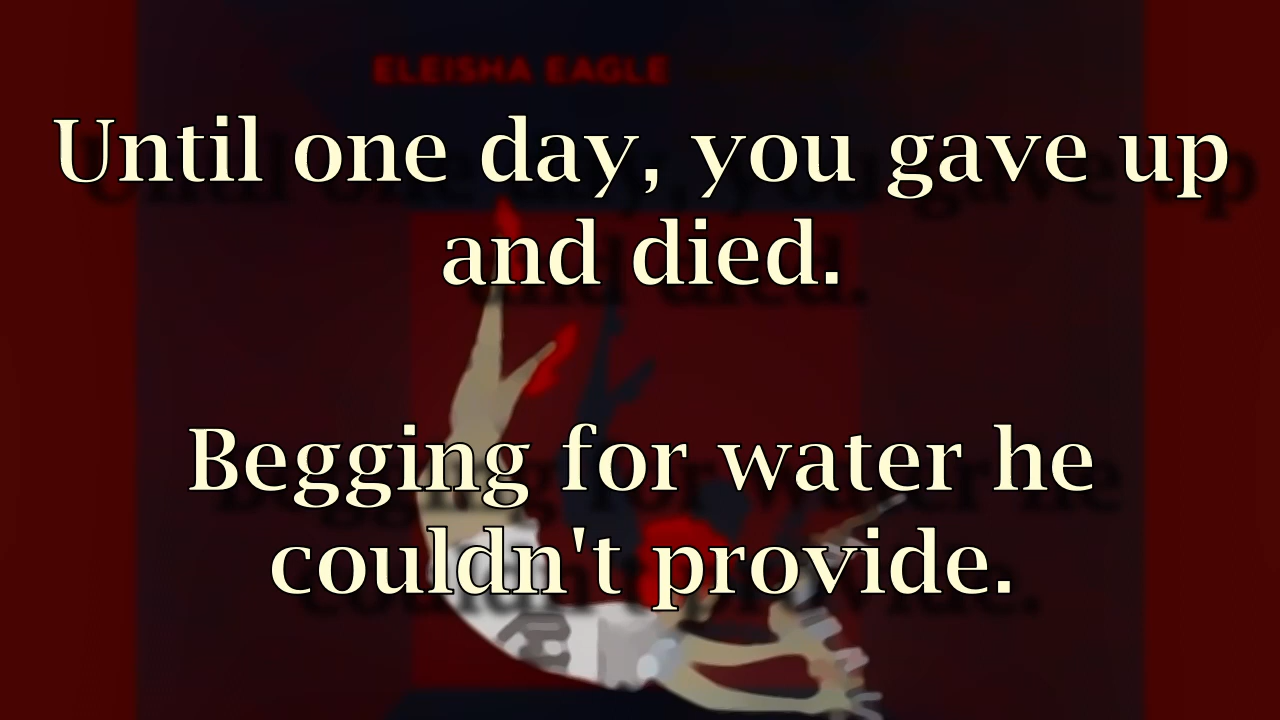 ELEISHA EAGLE
Until one day, you gave up
and died.
Begging for water he
couldn't provide.